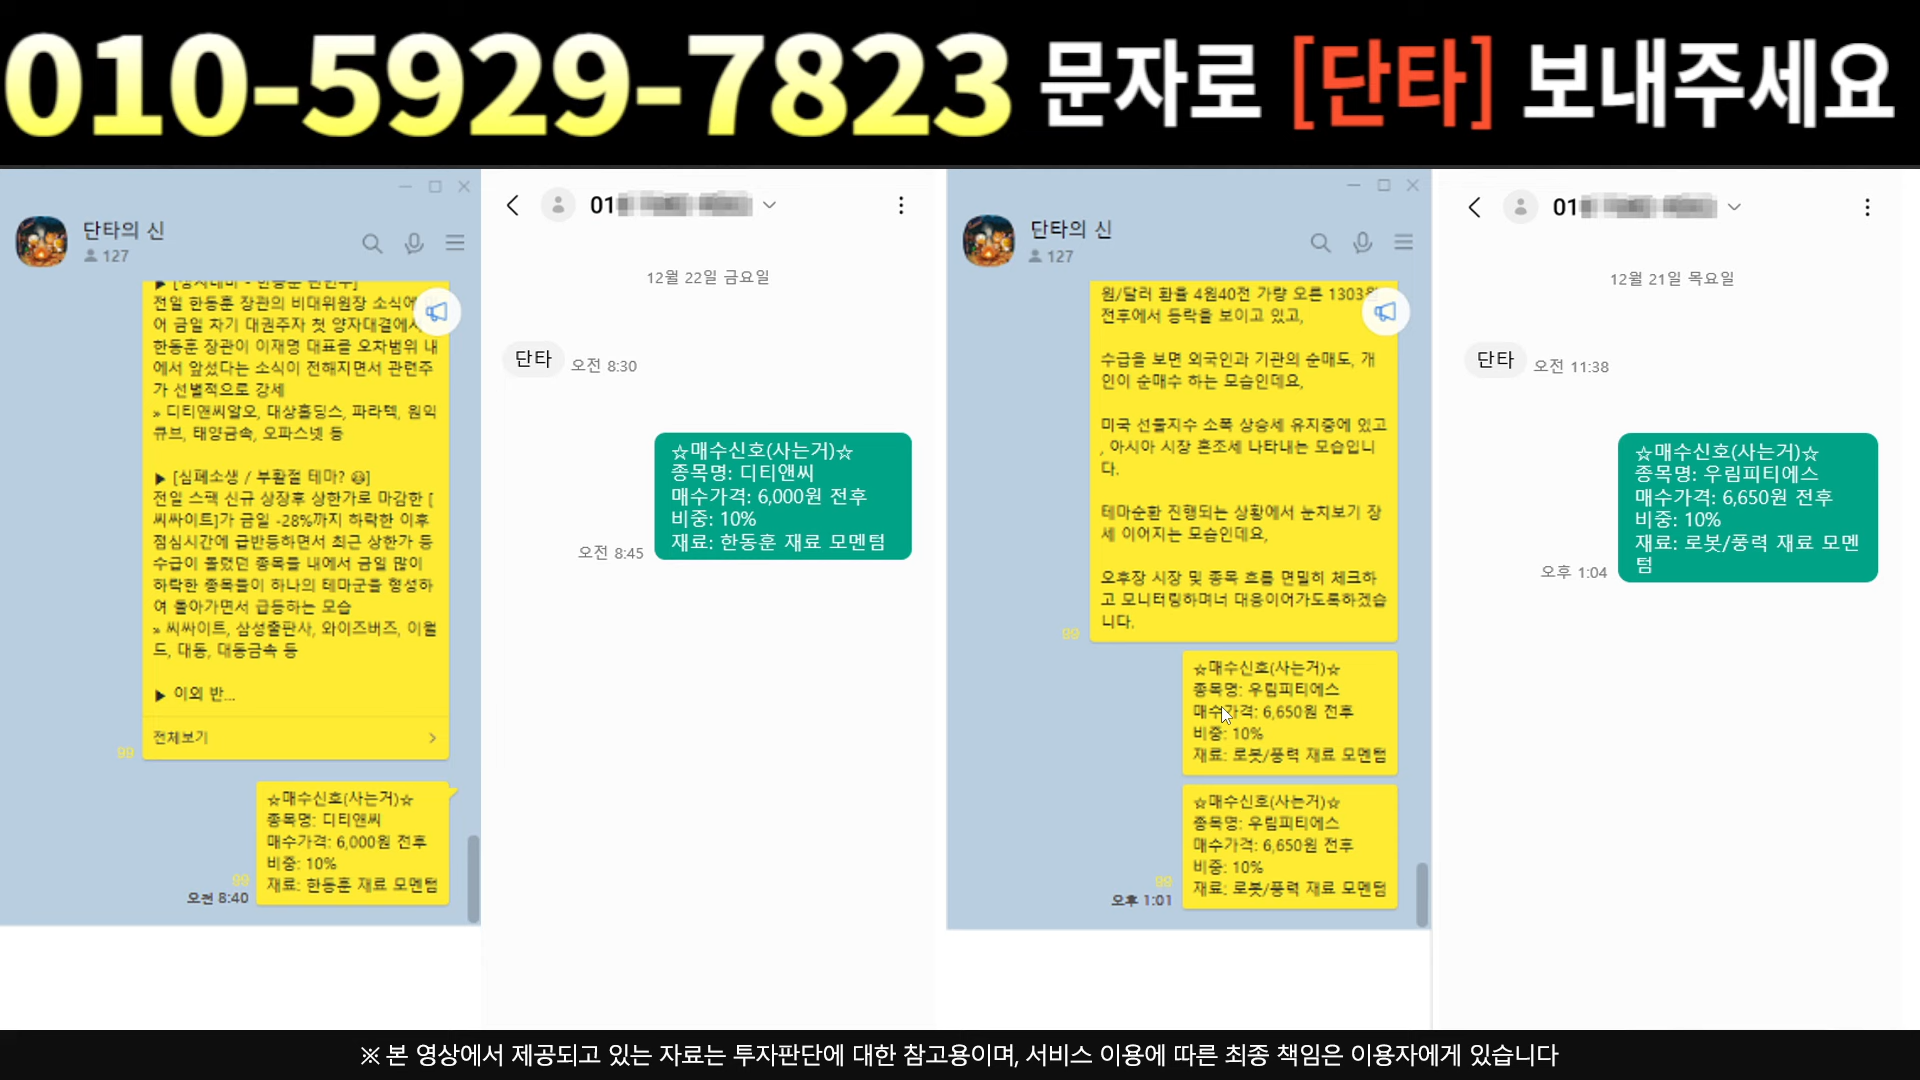 010-5929-7823 문자로 [단타] 보내주세요
단타의 신
127
전일 한동훈 장관의 비대위원장 소식에
어 금일 차기 대권주자 첫 양자대결에서
한동훈 장관이 이재명 대표를 오차범위 내
에서 앞섰다는 소식이 전해지면서 관련주
가 선별적으로 강세
» 디티앤씨알오, 대상홀딩스, 파라텍, 원익
큐브, 태양금속, 오파스넷 등
▶ [심폐소생 / 부활절 테마? 😂]
전일 스팩 신규 상장후 상한가로 마감한 [
씨싸이트]가 금일 -28%까지 하락한 이후
점심시간에 급반등하면서 최근 상한가 등
수급이 몰렸던 종목들 내에서 금일 많이
하락한 종목들이 하나의 테마군을 형성하
여 돌아가면서 급등하는 모습
» 씨싸이트, 삼성출판사, 와이즈버즈, 이월
드, 대동, 대동금속 등
▶ 이외 반...
전체보기
99
☆매수신호(사는거)☆
종목명: 디티앤씨
매수가격: 6,000원 전후
비중: 10%
재료: 한동훈 재료 모멘텀
99
오전 8:40
01
12월 22일 금요일
단타
오전 8:30
☆매수신호(사는거)☆
종목명: 디티앤씨
매수가격: 6,000원 전후
비중: 10%
재료: 한동훈 재료 모멘텀
오전 8:45
단타의 신
127
원/달러 환율 4원40전 가량 오른 1303원
전후에서 등락을 보이고 있고,
수급을 보면 외국인과 기관의 순매도, 개
인이 순매수 하는 모습인데요,
미국 선물지수 소폭 상승세 유지중에 있고
, 아시아 시장 혼조세 나타내는 모습입니
다.
테마순환 진행되는 상황에서 눈치보기 장
세 이어지는 모습인데요,
오후장 시장 및 종목 흐름 면밀히 체크하
고 모니터링하며너 대응이어가도록하겠습
니다.
99
☆매수신호(사는거)☆
종목명: 우림피티에스
매수가격: 6,650원 전후
비중: 10%
재료: 로봇/풍력 재료 모멘텀
☆매수신호(사는거)☆
종목명: 우림피티에스
매수가격: 6,650원 전후
비중: 10%
재료: 로봇/풍력 재료 모멘텀
99
오후 1:01
01
12월 21일 목요일
단타
오전 11:38
☆매수신호(사는거)☆
종목명: 우림피티에스
매수가격: 6,650원 전후
비중: 10%
재료: 로봇/풍력 재료 모멘
텀
오후 1:04
※ 본 영상에서 제공되고 있는 자료는 투자판단에 대한 참고용이며, 서비스 이용에 따른 최종 책임은 이용자에게 있습니다